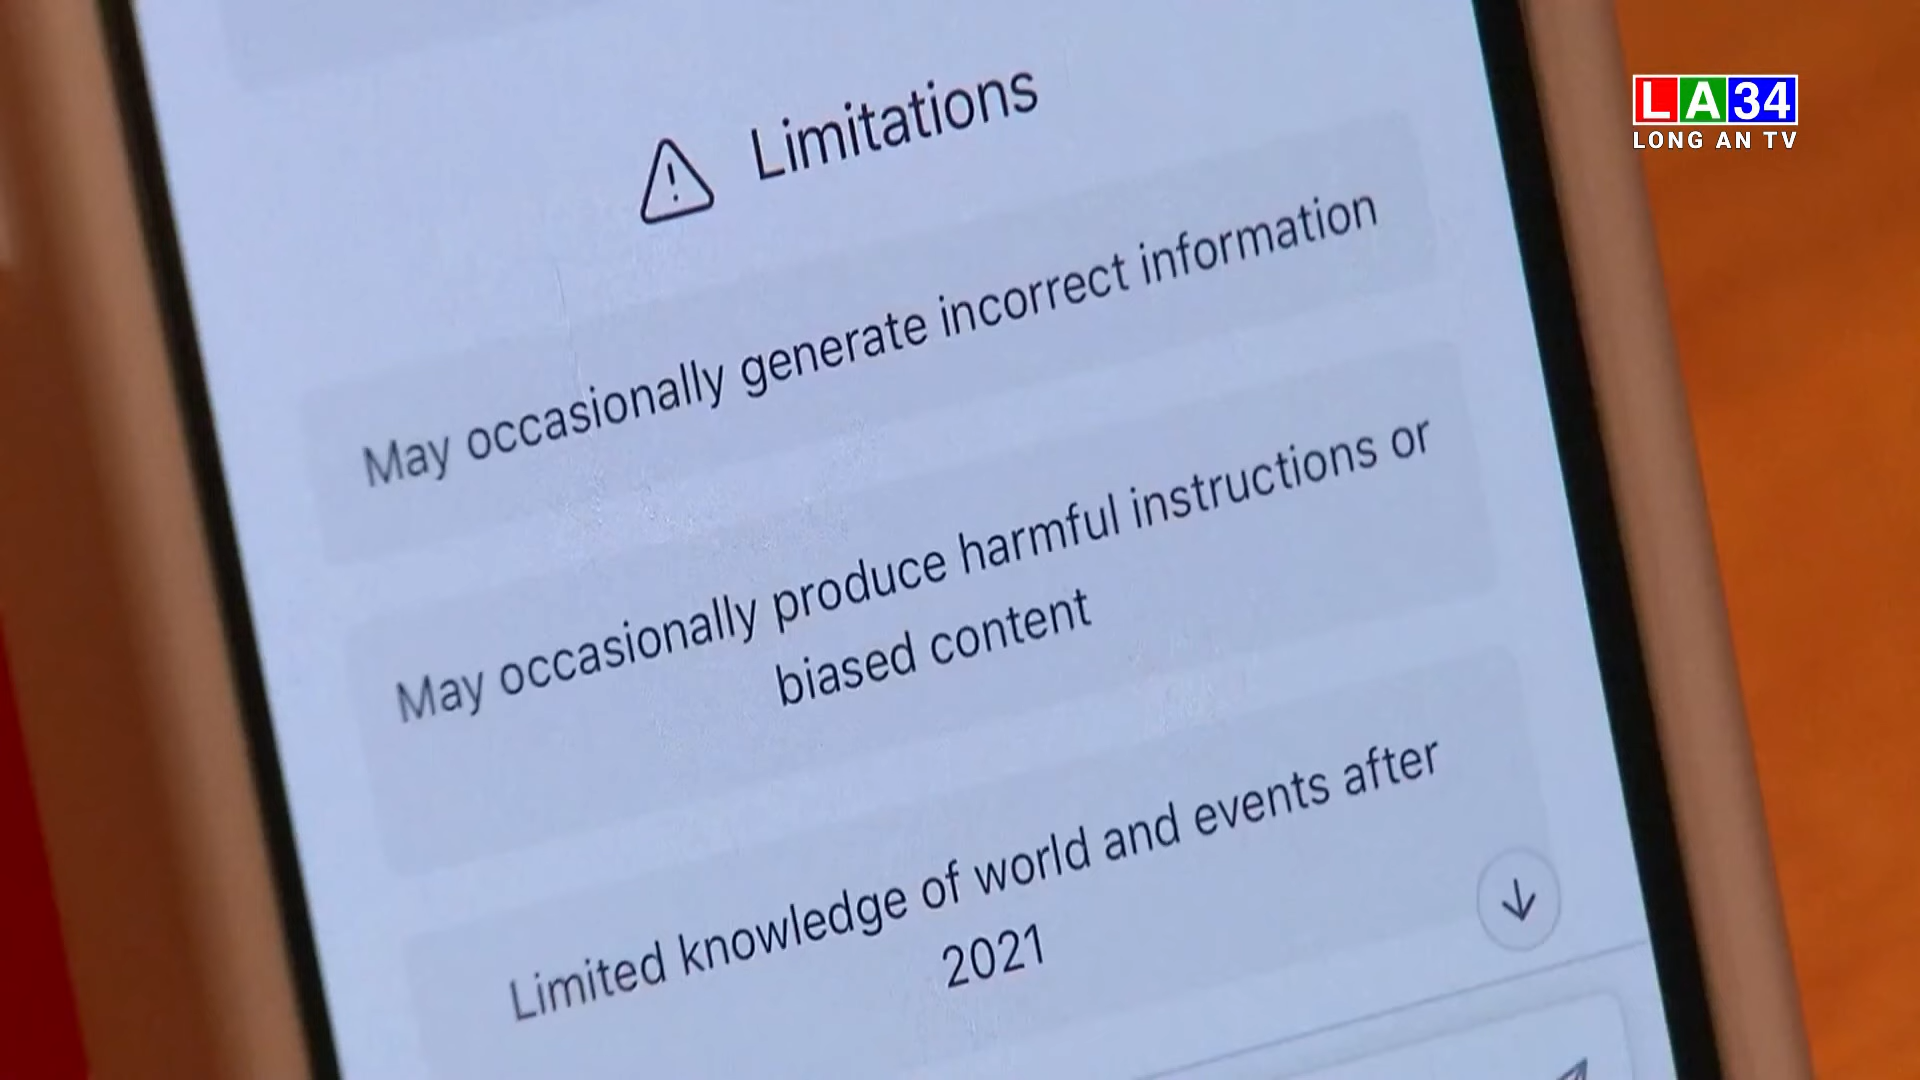 LA34
LONG AN TV
Limitations
May occasionally generate incorrect information
May occasionally produce harmful instructions or
biased content
Limited knowledge of world and events after
2021